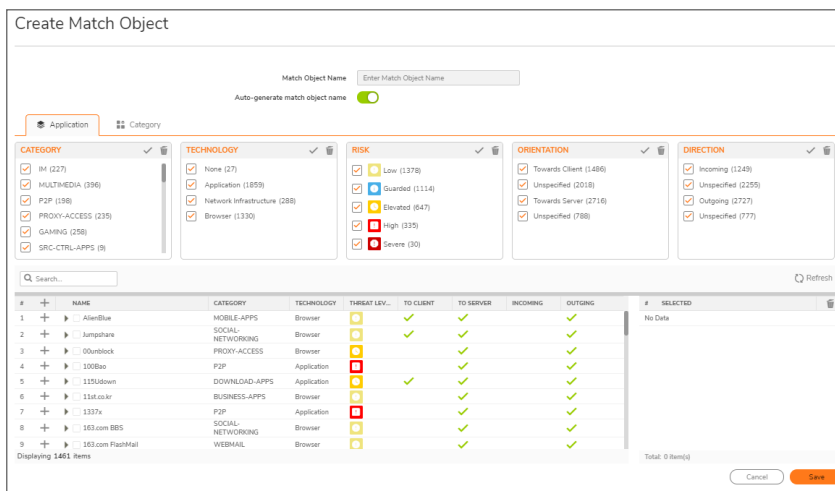 Create Match Object
Match Object Name Enter Match Object Name
Auto-generate match object name
Application Category
CATEGORY
IM (227)
MULTIMEDIA (396)
P2P (198)
PROXY-ACCESS (235)
GAMING (258)
SRC-CTRL-APPS (9)
TECHNOLOGY
None (27)
Application (1859)
Network Infrastructure (288)
Browser (1330)
RISK
Low (1378)
Guarded (1114)
Elevated (647)
High (335)
Severe (30)
ORIENTATION
Towards Cllient (1486)
Unspecified (2018)
Towards Server (2716)
Unspecified (788)
DIRECTION
Incoming (1249)
Unspecified (2255)
Outgoing (2727)
Unspecified (777)
Search... Refresh
# NAME CATEGORY TECHNOLOGY THREAT LEV... TO CLIENT TO SERVER INCOMING OUTGING
1 AlienBlue MOBILE-APPS Browser
2 Jumpshare SOCIAL-NETWORKING Browser
3 00unblock PROXY-ACCESS Browser
4 100Bao P2P Application
5 115Udown DOWNLOAD-APPS Application
6 11st.co.kr BUSINESS-APPS Browser
7 1337x P2P Application
8 163.com BBS SOCIAL-NETWORKING Browser
9 163.com FlashMail WEBMAIL Browser
Displaying 1461 items
# SELECTED
No Data
Total: 0 item(s)
Cancel Save